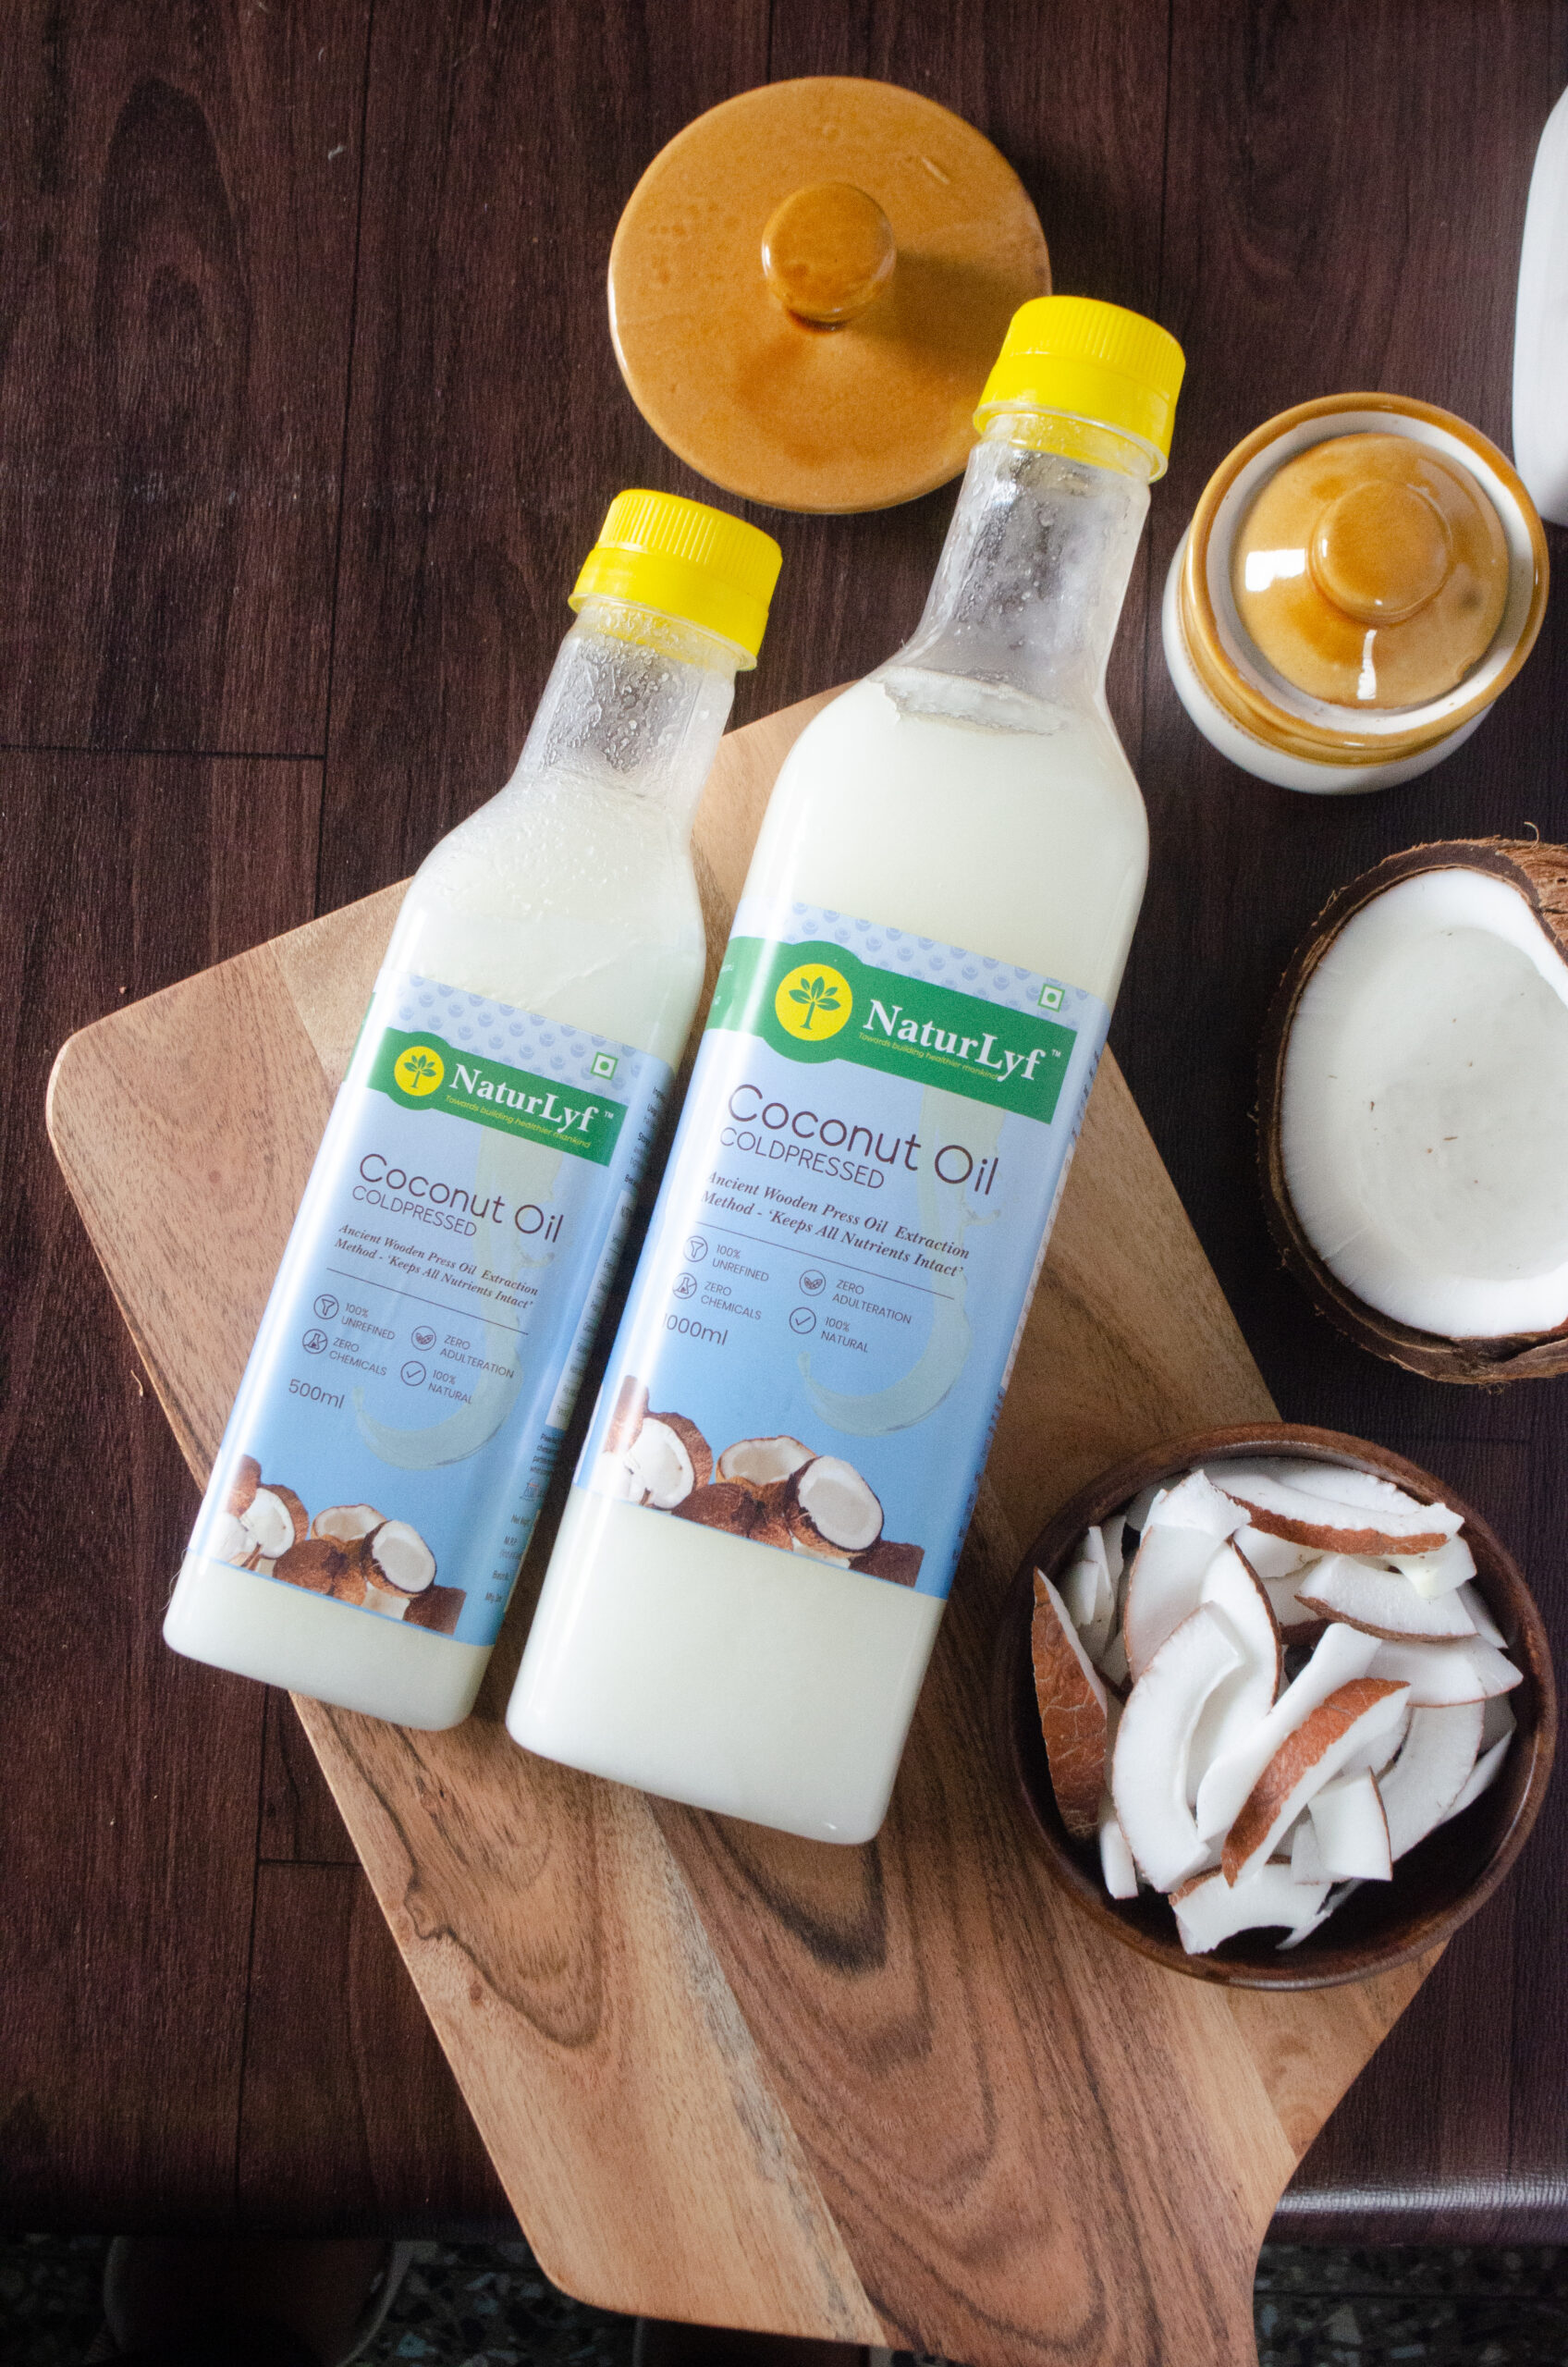 NaturLyf™
Towards building healthier mankind
Coconut Oil
COLDPRESSED
Ancient Wooden Press Oil Extraction
Method - 'Keeps All Nutrients Intact'
100%
UNREFINED
ZERO
ADULTERATION
ZERO
CHEMICALS
100%
NATURAL
500ml
NaturLyf™
Towards building healthier mankind
Coconut Oil
COLDPRESSED
Ancient Wooden Press Oil Extraction
Method - 'Keeps All Nutrients Intact'
100%
UNREFINED
ZERO
ADULTERATION
ZERO
CHEMICALS
100%
NATURAL
1000ml